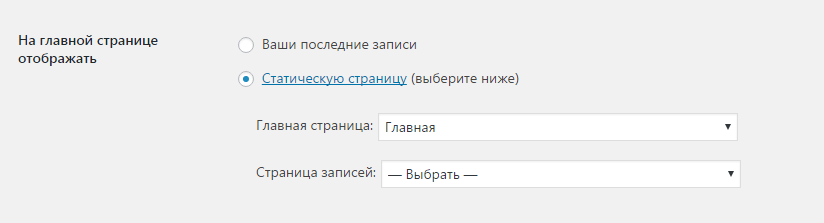 На главной странице
отображать
Ваши последние записи
Статическую страницу (выберите ниже)
Главная страница: Главная
Страница записей: — Выбрать —